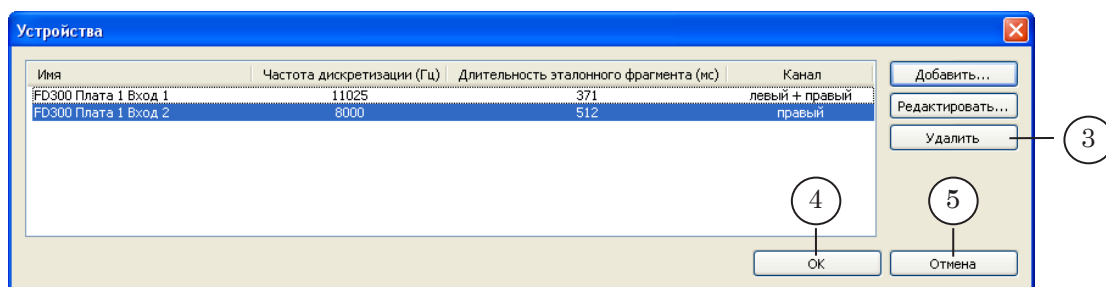 Устройства
Имя Частота дискретизации (Гц) Длительность эталонного фрагмента (мс) Канал Добавить...
FD300 Плата 1 Вход 1 11025 371 левый + правый
FD300 Плата 1 Вход 2 8000 512 правый Редактировать...
Удалить 3
4 5
OK Отмена